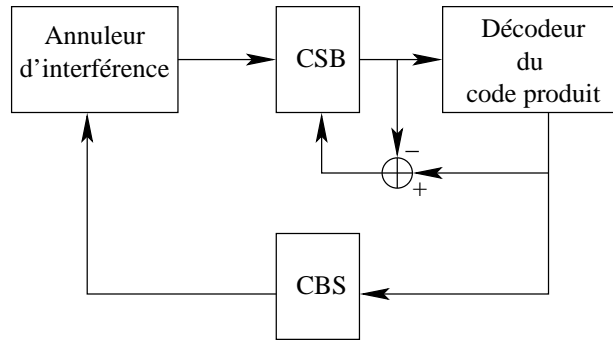 Annuleur
d'interférence
CSB
Décodeur
du
code produit
−
+
CBS